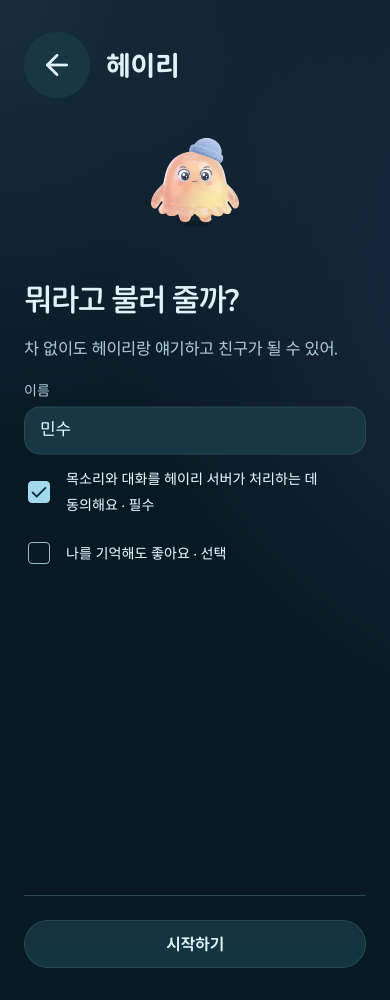 헤이리
뭐라고 불러 줄까?
차 없이도 헤이리랑 얘기하고 친구가 될 수 있어.
이름
민수
목소리와 대화를 헤이리 서버가 처리하는 데
동의해요 · 필수
나를 기억해도 좋아요 · 선택
시작하기